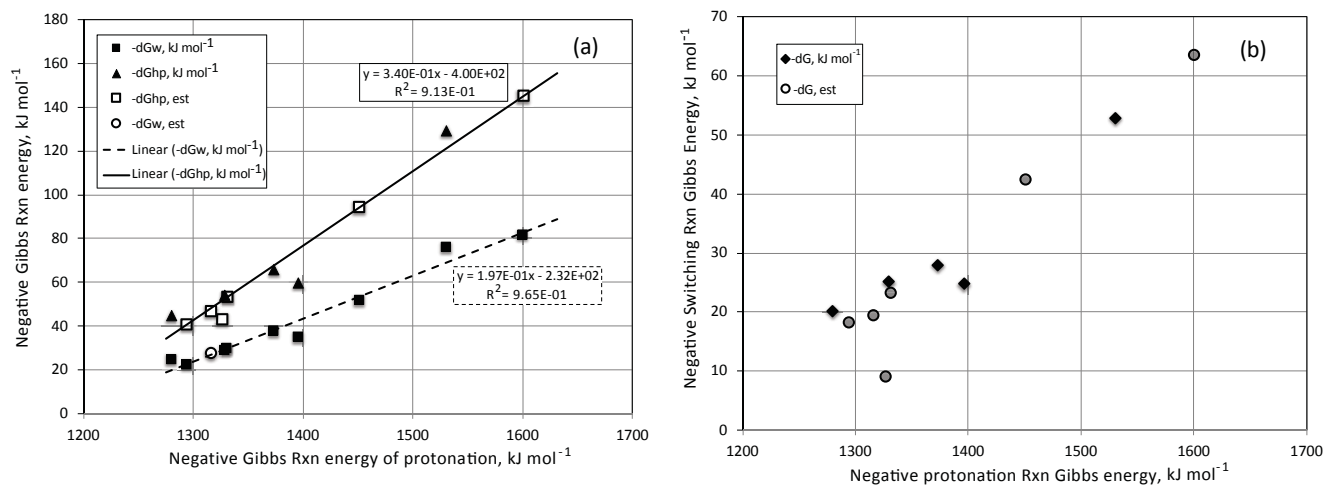 180
160
140
120
100
80
60
40
20
0
Negative Gibbs Rxn energy, kJ mol⁻¹
-dGw, kJ mol⁻¹
-dGhp, kJ mol⁻¹
-dGhp, est
-dGw, est
Linear (-dGw, kJ mol⁻¹)
Linear (-dGhp, kJ mol⁻¹)
(a)
y = 3.40E-01x - 4.00E+02
R² = 9.13E-01
y = 1.97E-01x - 2.32E+02
R² = 9.65E-01
1200 1300 1400 1500 1600 1700
Negative Gibbs Rxn energy of protonation, kJ mol⁻¹
70
60
50
40
30
20
10
0
Negative Switching Rxn Gibbs Energy, kJ mol⁻¹
-dG, kJ mol⁻¹
-dG, est
(b)
1200 1300 1400 1500 1600 1700
Negative protonation Rxn Gibbs energy, kJ mol⁻¹